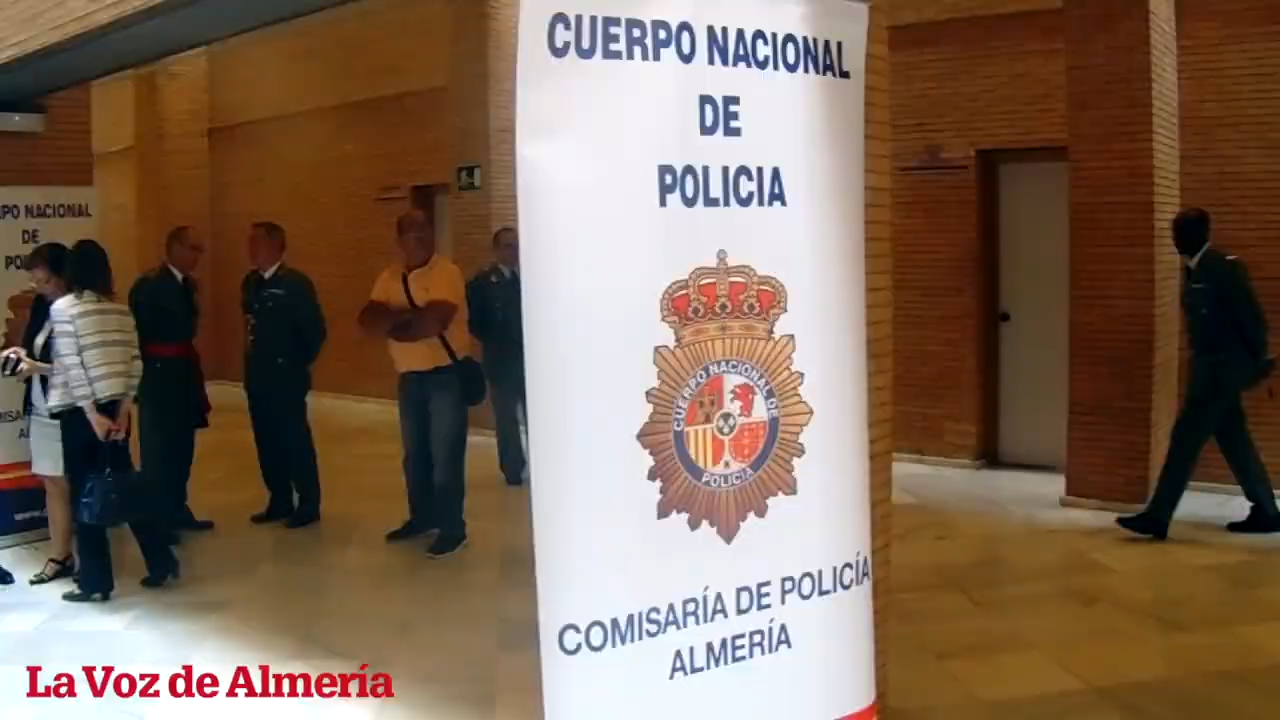 CUERPO NACIONAL
DE
POLICIA
CUERPO NACIONAL DE
POLICIA
COMISARÍA DE POLICÍA
ALMERÍA
PO NACIONAL
DE
PO
La Voz de Almería